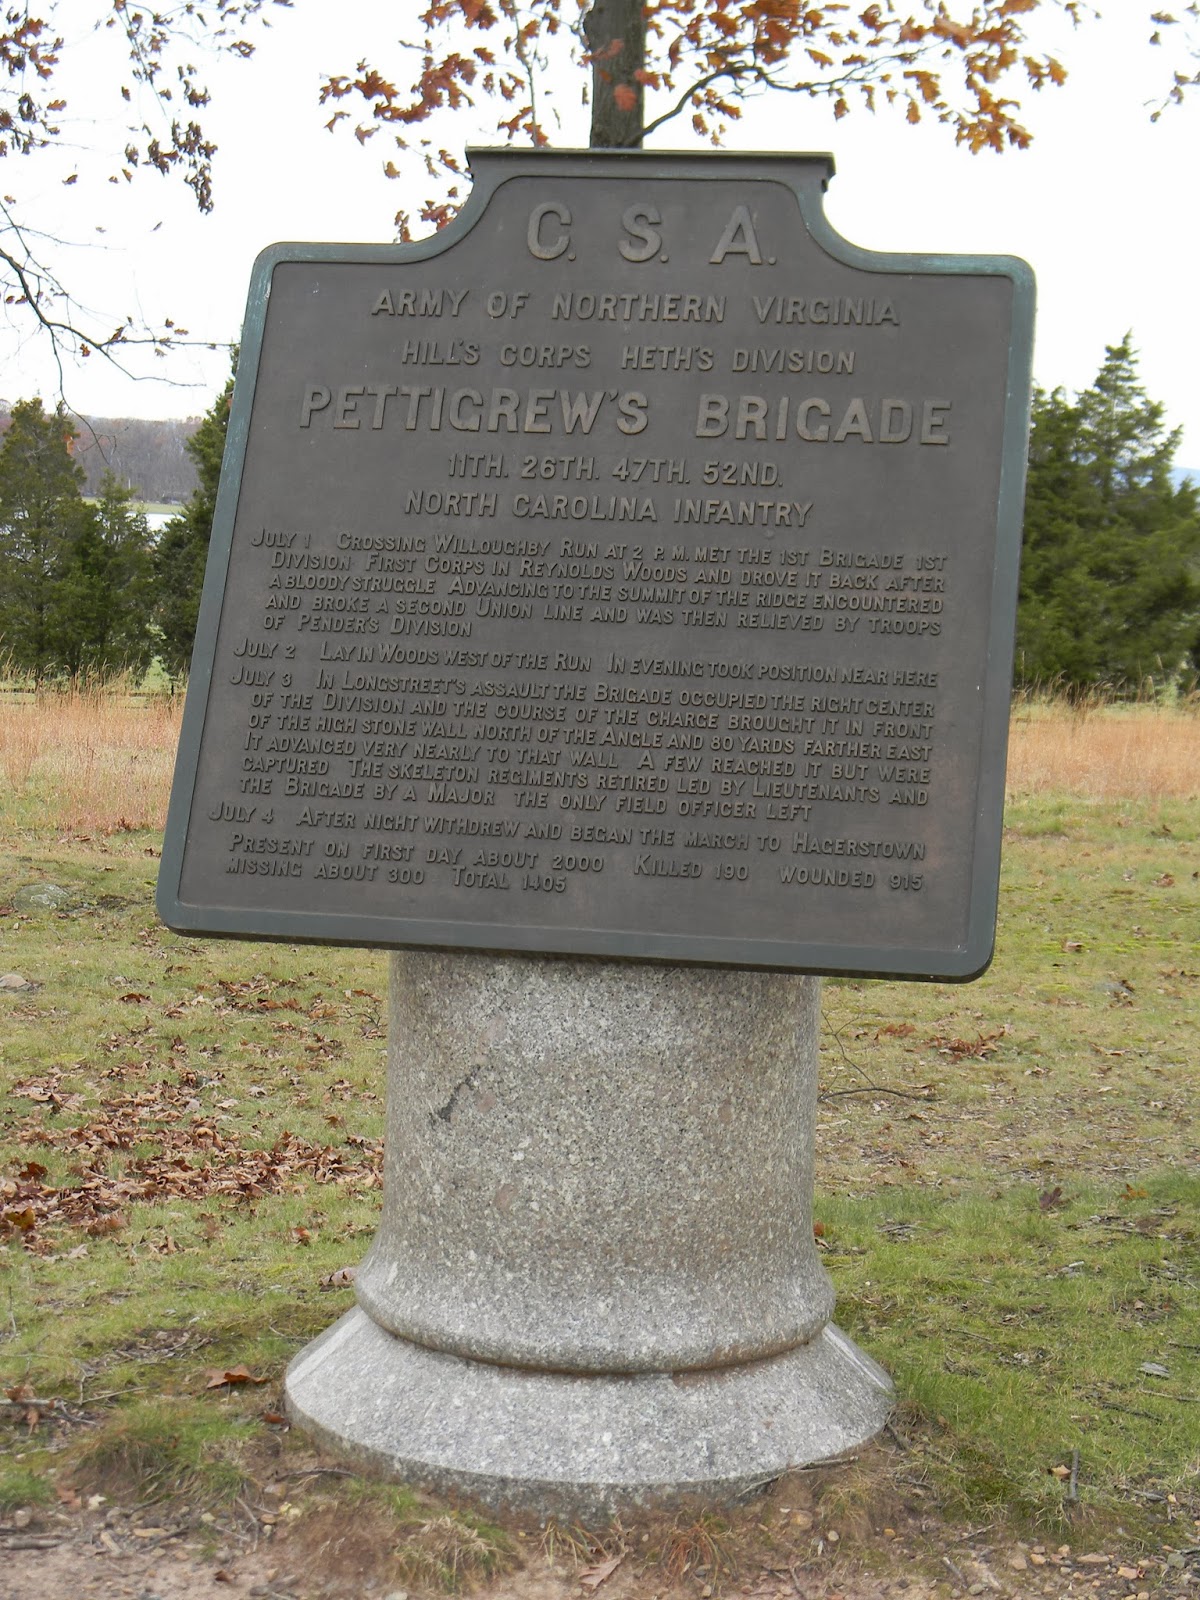 C. S. A.
ARMY OF NORTHERN VIRGINIA
HILL'S CORPS HETH'S DIVISION
PETTIGREW'S BRIGADE
11TH. 26TH. 47TH. 52ND.
NORTH CAROLINA INFANTRY
JULY 1 CROSSING WILLOUGHBY RUN AT 2 P.M. MET THE 1ST BRIGADE 1ST
DIVISION FIRST CORPS IN REYNOLDS WOODS AND DROVE IT BACK AFTER
A BLOODY STRUGGLE ADVANCING TO THE SUMMIT OF THE RIDGE ENCOUNTERED
AND BROKE A SECOND UNION LINE AND WAS THEN RELIEVED BY TROOPS
OF PENDER'S DIVISION
JULY 2 LAY IN WOODS WEST OF THE RUN IN EVENING TOOK POSITION NEAR HERE
JULY 3 IN LONGSTREET'S ASSAULT THE BRIGADE OCCUPIED THE RIGHT CENTER
OF THE DIVISION AND THE COURSE OF THE CHARGE BROUGHT IT IN FRONT
OF THE HIGH STONE WALL NORTH OF THE ANGLE AND 80 YARDS FARTHER EAST
IT ADVANCED VERY NEARLY TO THAT WALL A FEW REACHED IT BUT WERE
CAPTURED THE SKELETON REGIMENTS RETIRED LED BY LIEUTENANTS AND
THE BRIGADE BY A MAJOR THE ONLY FIELD OFFICER LEFT
JULY 4 AFTER NIGHT WITHDREW AND BEGAN THE MARCH TO HAGERSTOWN
PRESENT ON FIRST DAY ABOUT 2000 KILLED 190 WOUNDED 915
MISSING ABOUT 300 TOTAL 1405